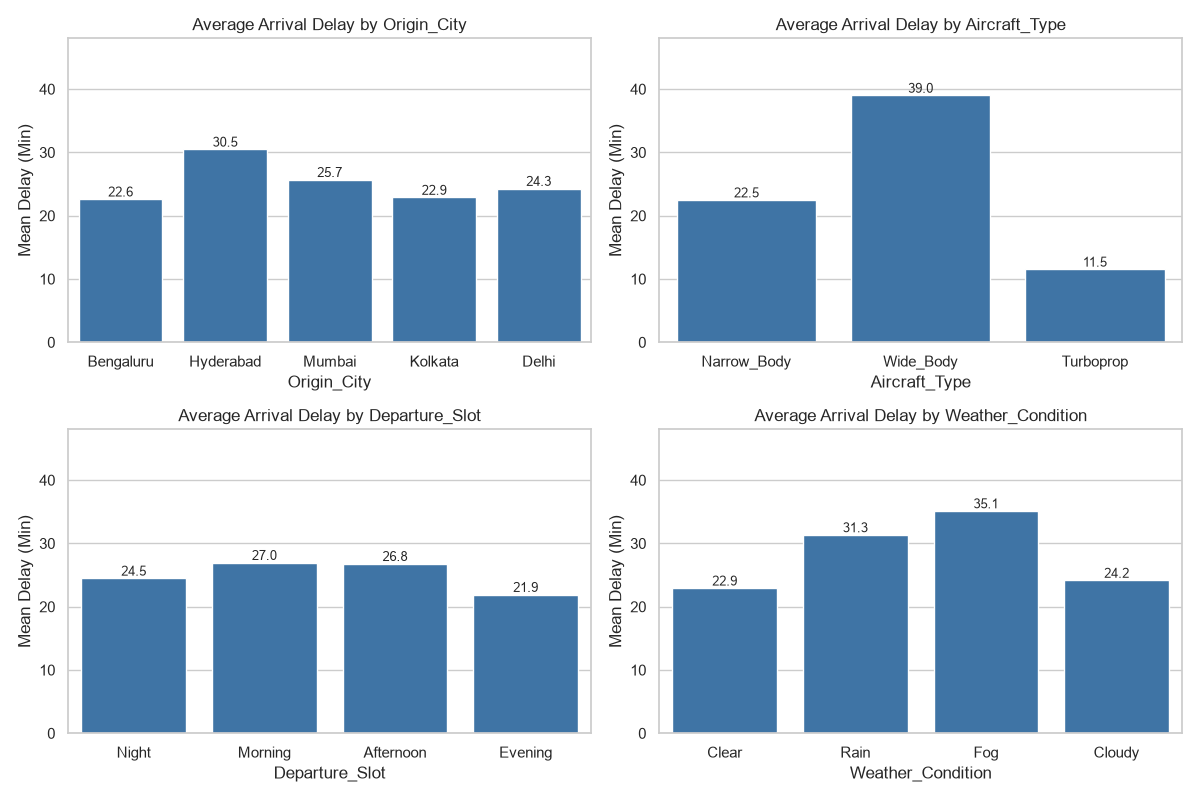 Average Arrival Delay by Origin_City
Mean Delay (Min)
40
30
20
10
0
22.6
30.5
25.7
22.9
24.3
Bengaluru Hyderabad Mumbai Kolkata Delhi
Origin_City
Average Arrival Delay by Aircraft_Type
Mean Delay (Min)
40
30
20
10
0
22.5
39.0
11.5
Narrow_Body Wide_Body Turboprop
Aircraft_Type
Average Arrival Delay by Departure_Slot
Mean Delay (Min)
40
30
20
10
0
24.5
27.0
26.8
21.9
Night Morning Afternoon Evening
Departure_Slot
Average Arrival Delay by Weather_Condition
Mean Delay (Min)
40
30
20
10
0
22.9
31.3
35.1
24.2
Clear Rain Fog Cloudy
Weather_Condition